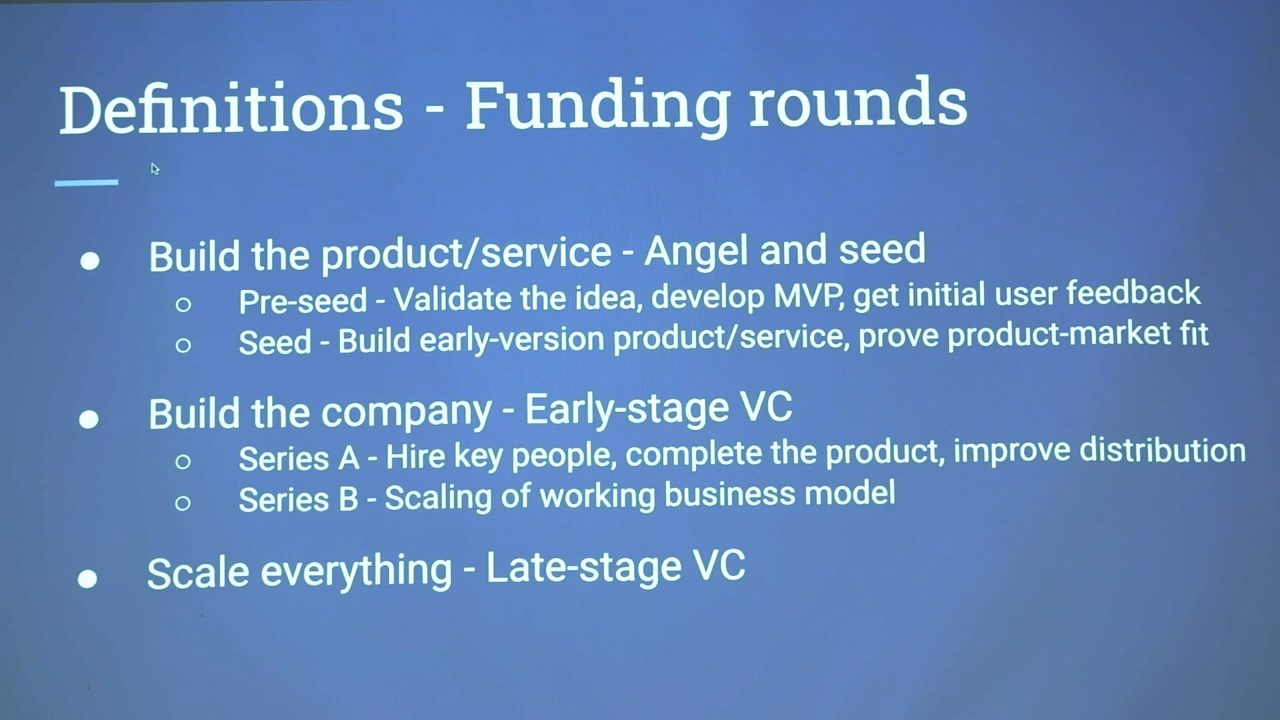 Definitions - Funding rounds
● Build the product/service - Angel and seed
○ Pre-seed - Validate the idea, develop MVP, get initial user feedback
○ Seed - Build early-version product/service, prove product-market fit
● Build the company - Early-stage VC
○ Series A - Hire key people, complete the product, improve distribution
○ Series B - Scaling of working business model
● Scale everything - Late-stage VC